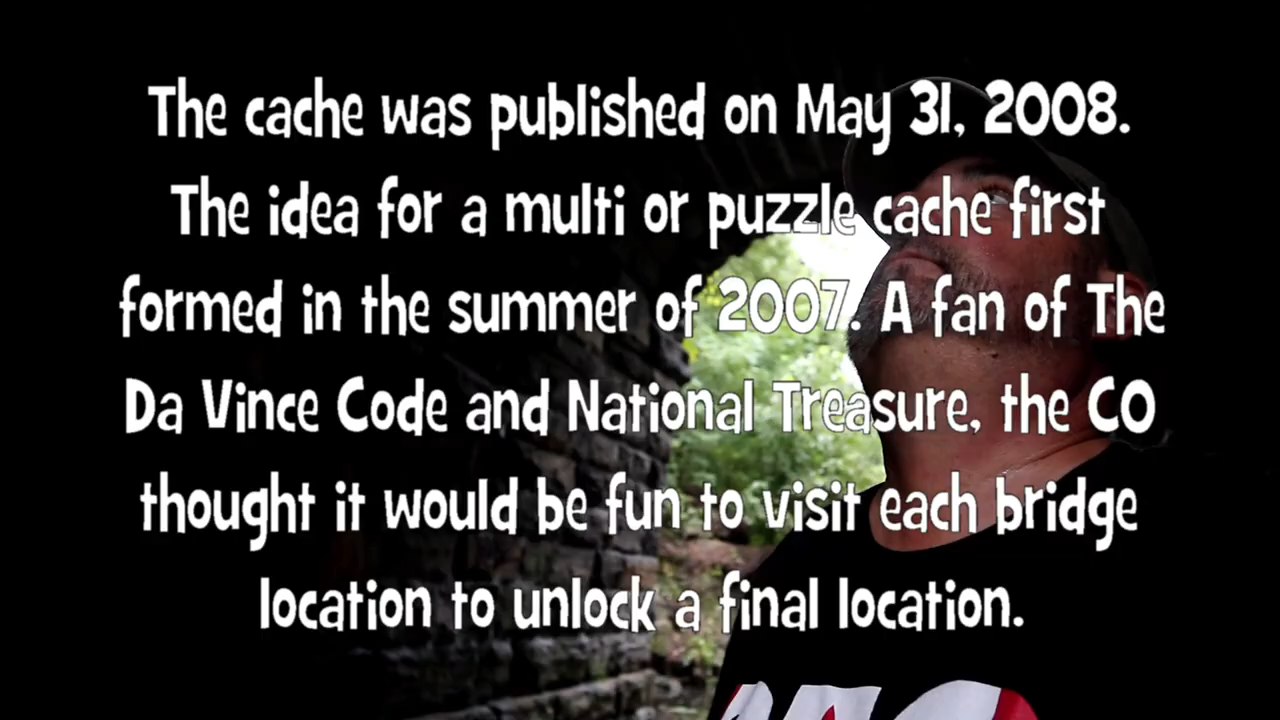 The cache was published on May 31, 2008.
The idea for a multi or puzzle cache first
formed in the summer of 2007. A fan of The
Da Vince Code and National Treasure, the CO
thought it would be fun to visit each bridge
location to unlock a final location.